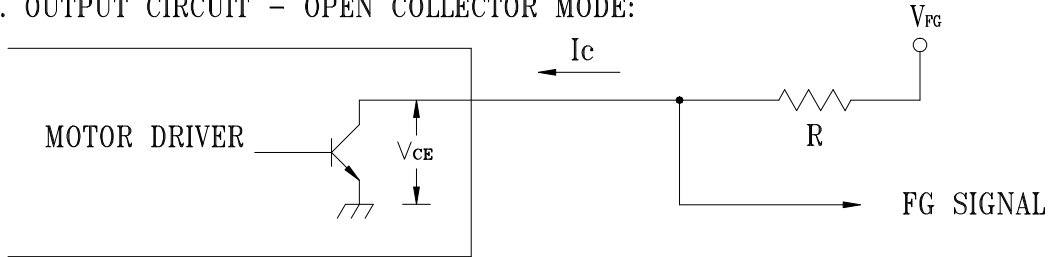 . OUTPUT CIRCUIT - OPEN COLLECTOR MODE:
VFG
Ic
MOTOR DRIVER
VCE
R
FG SIGNAL